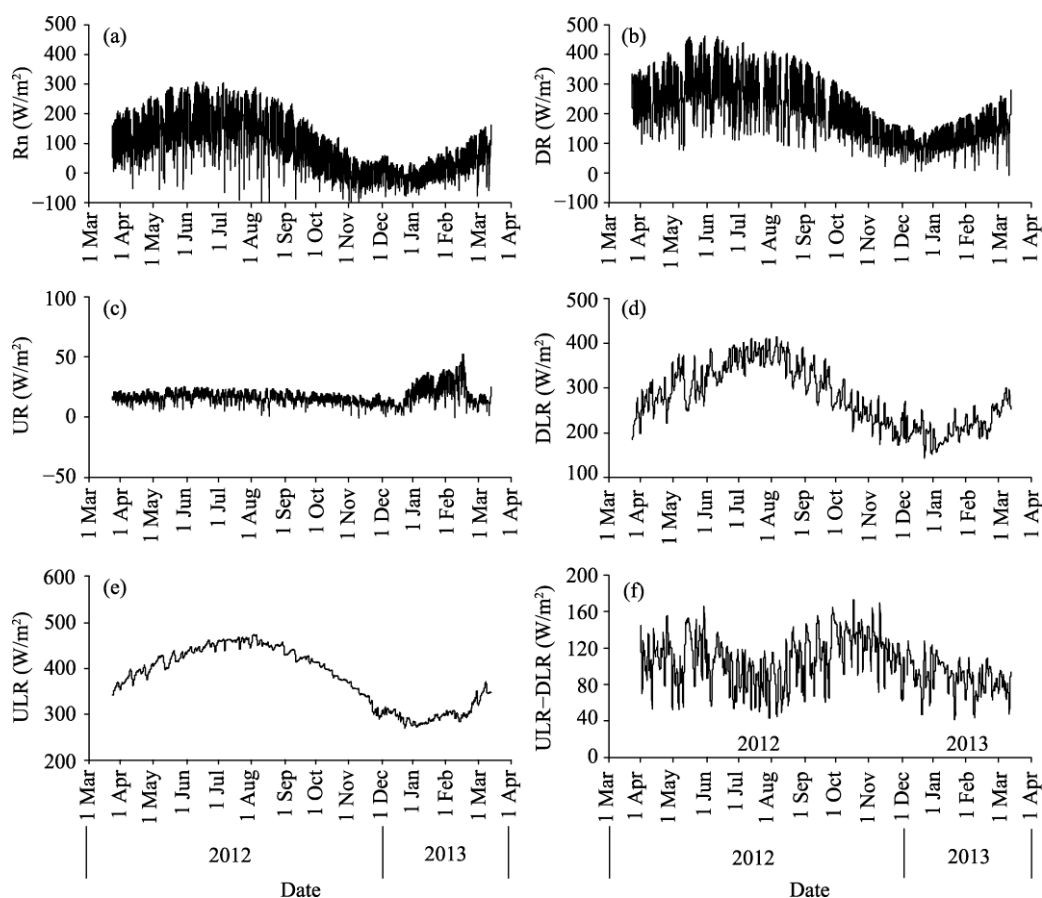 (a)
Rn (W/m²)
500
400
300
200
100
0
−100
1 Mar
1 Apr
1 May
1 Jun
1 Jul
1 Aug
1 Sep
1 Oct
1 Nov
1 Dec
1 Jan
1 Feb
1 Mar
1 Apr
(b)
DR (W/m²)
500
400
300
200
100
0
−100
1 Mar
1 Apr
1 May
1 Jun
1 Jul
1 Aug
1 Sep
1 Oct
1 Nov
1 Dec
1 Jan
1 Feb
1 Mar
1 Apr
(c)
UR (W/m²)
100
50
0
−50
1 Mar
1 Apr
1 May
1 Jun
1 Jul
1 Aug
1 Sep
1 Oct
1 Nov
1 Dec
1 Jan
1 Feb
1 Mar
1 Apr
(d)
DLR (W/m²)
500
400
300
200
100
1 Mar
1 Apr
1 May
1 Jun
1 Jul
1 Aug
1 Sep
1 Oct
1 Nov
1 Dec
1 Jan
1 Feb
1 Mar
1 Apr
(e)
ULR (W/m²)
600
500
400
300
200
1 Mar
1 Apr
1 May
1 Jun
1 Jul
1 Aug
1 Sep
1 Oct
1 Nov
1 Dec
1 Jan
1 Feb
1 Mar
1 Apr
2012
2013
Date
(f)
ULR−DLR (W/m²)
200
160
120
80
40
0
2012
2013
1 Mar
1 Apr
1 May
1 Jun
1 Jul
1 Aug
1 Sep
1 Oct
1 Nov
1 Dec
1 Jan
1 Feb
1 Mar
1 Apr
2012
2013
Date